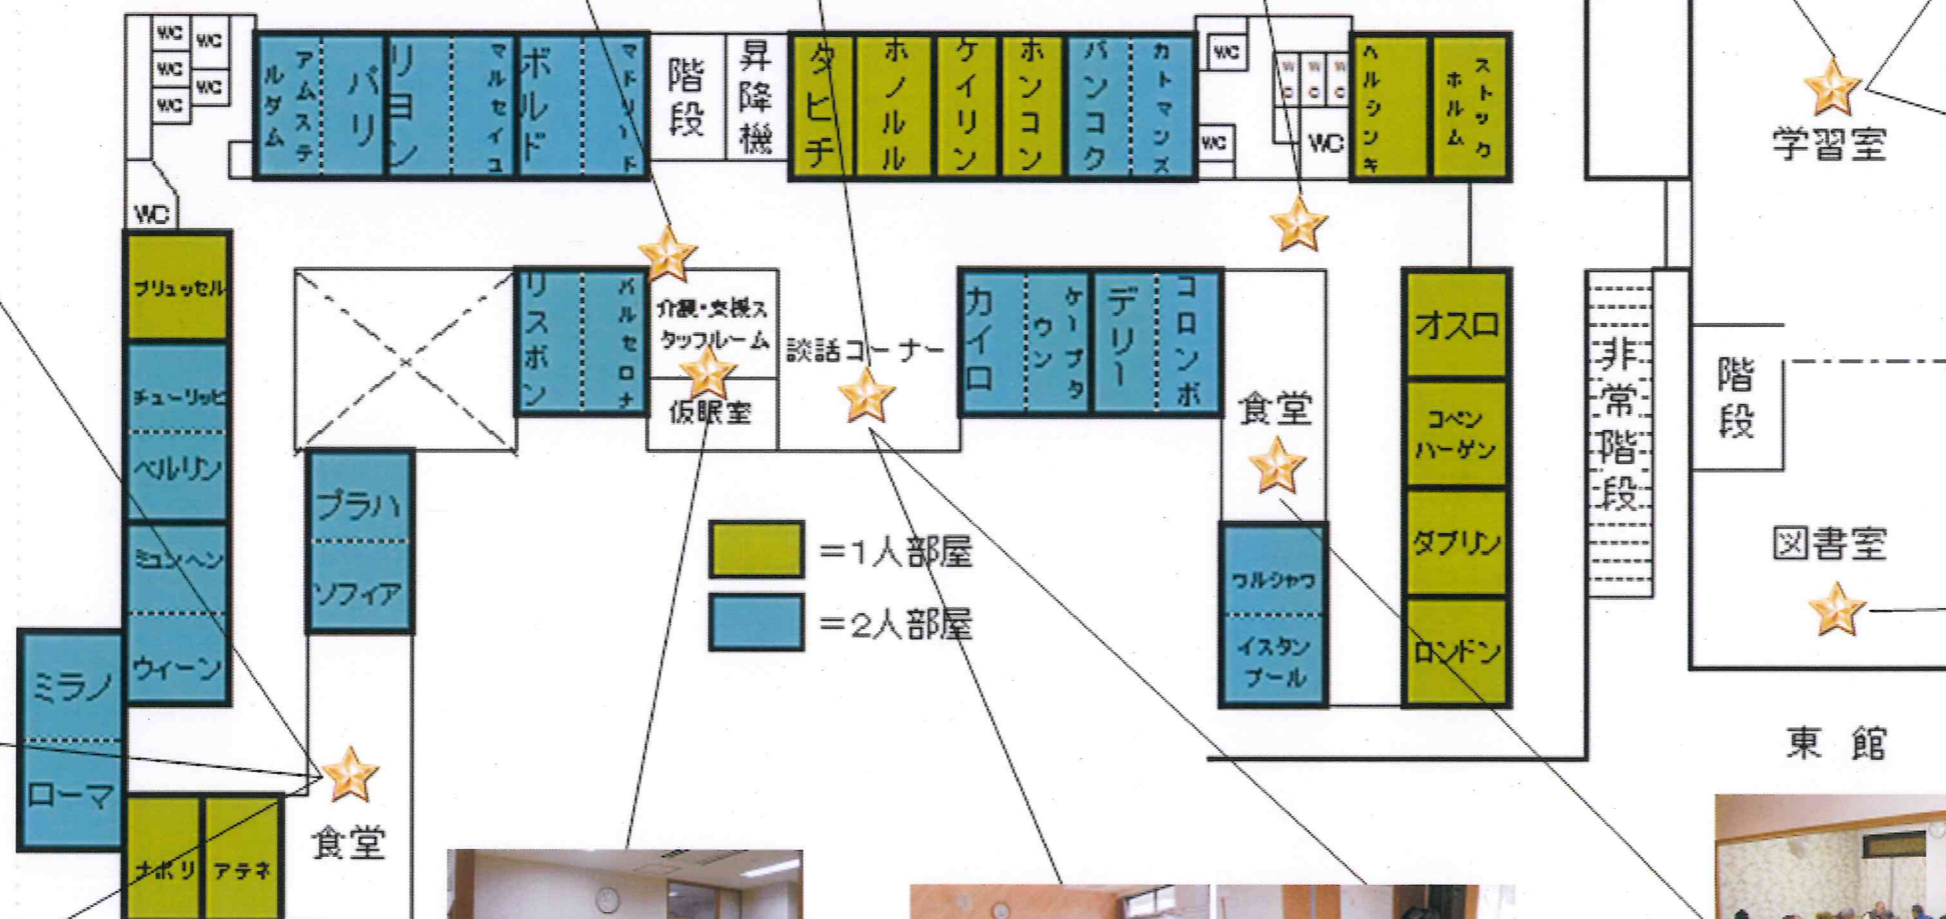 WC
WC
WC
WC
WC
アムステルダム
パリ
リヨン
マルセイユ
ボルドー
マドリード
階段
昇降機
タヒチ
ホノルル
ケイリン
ホンコン
バンコク
カトマンズ
WC
WC
WC
WC
WC
WC
ヘルシンキ
ストックホルム
学習室
WC
ブリュッセル
リスボン
バルセロナ
介護・支援スタッフルーム
談話コーナー
仮眠室
カイロ
ケープタウン
デリー
コロンボ
食堂
オスロ
非常階段
階段
チューリッヒ
ベルリン
コペンハーゲン
プラハ
ソフィア
=1人部屋
=2人部屋
ダブリン
図書室
ミュンヘン
ウィーン
ワルシャワ
イスタンブール
ロンドン
ミラノ
ローマ
東館
食堂
ナポリ
アテネ